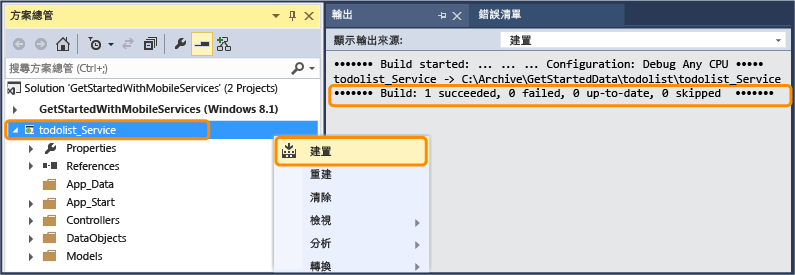 方案總管
搜尋方案總管 (Ctrl+;)
Solution 'GetStartedWithMobileServices' (2 Projects)
GetStartedWithMobileServices (Windows 8.1)
todolist_Service
Properties
References
App_Data
App_Start
Controllers
DataObjects
Models
建置
重建
清除
檢視
分析
轉換
輸出
錯誤清單
顯示輸出來源: 建置
••••••• Build started: ... ... ... Configuration: Debug Any CPU •••••
todolist_Service -> C:\Archive\GetStartedData\todolist\todolist_Service
••••••• Build: 1 succeeded, 0 failed, 0 up-to-date, 0 skipped •••••••